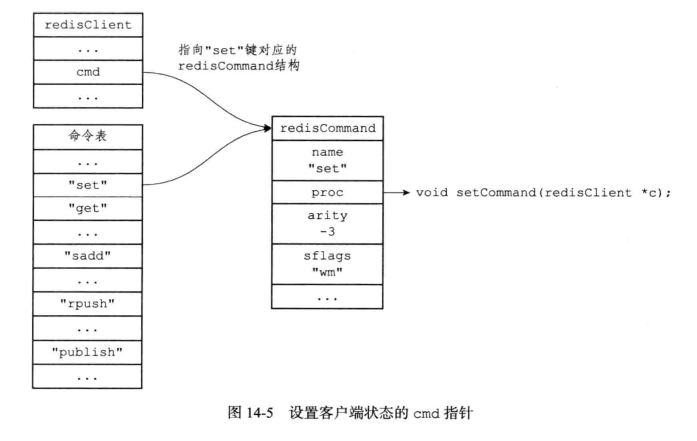 redisClient
...
cmd
...
指向"set"键对应的
redisCommand结构
命令表
...
"set"
"get"
...
"sadd"
...
"rpush"
...
"publish"
...
redisCommand
name
"set"
proc
void setCommand(redisClient *c);
arity
-3
sflags
"wm"
...
图 14-5 设置客户端状态的 cmd 指针